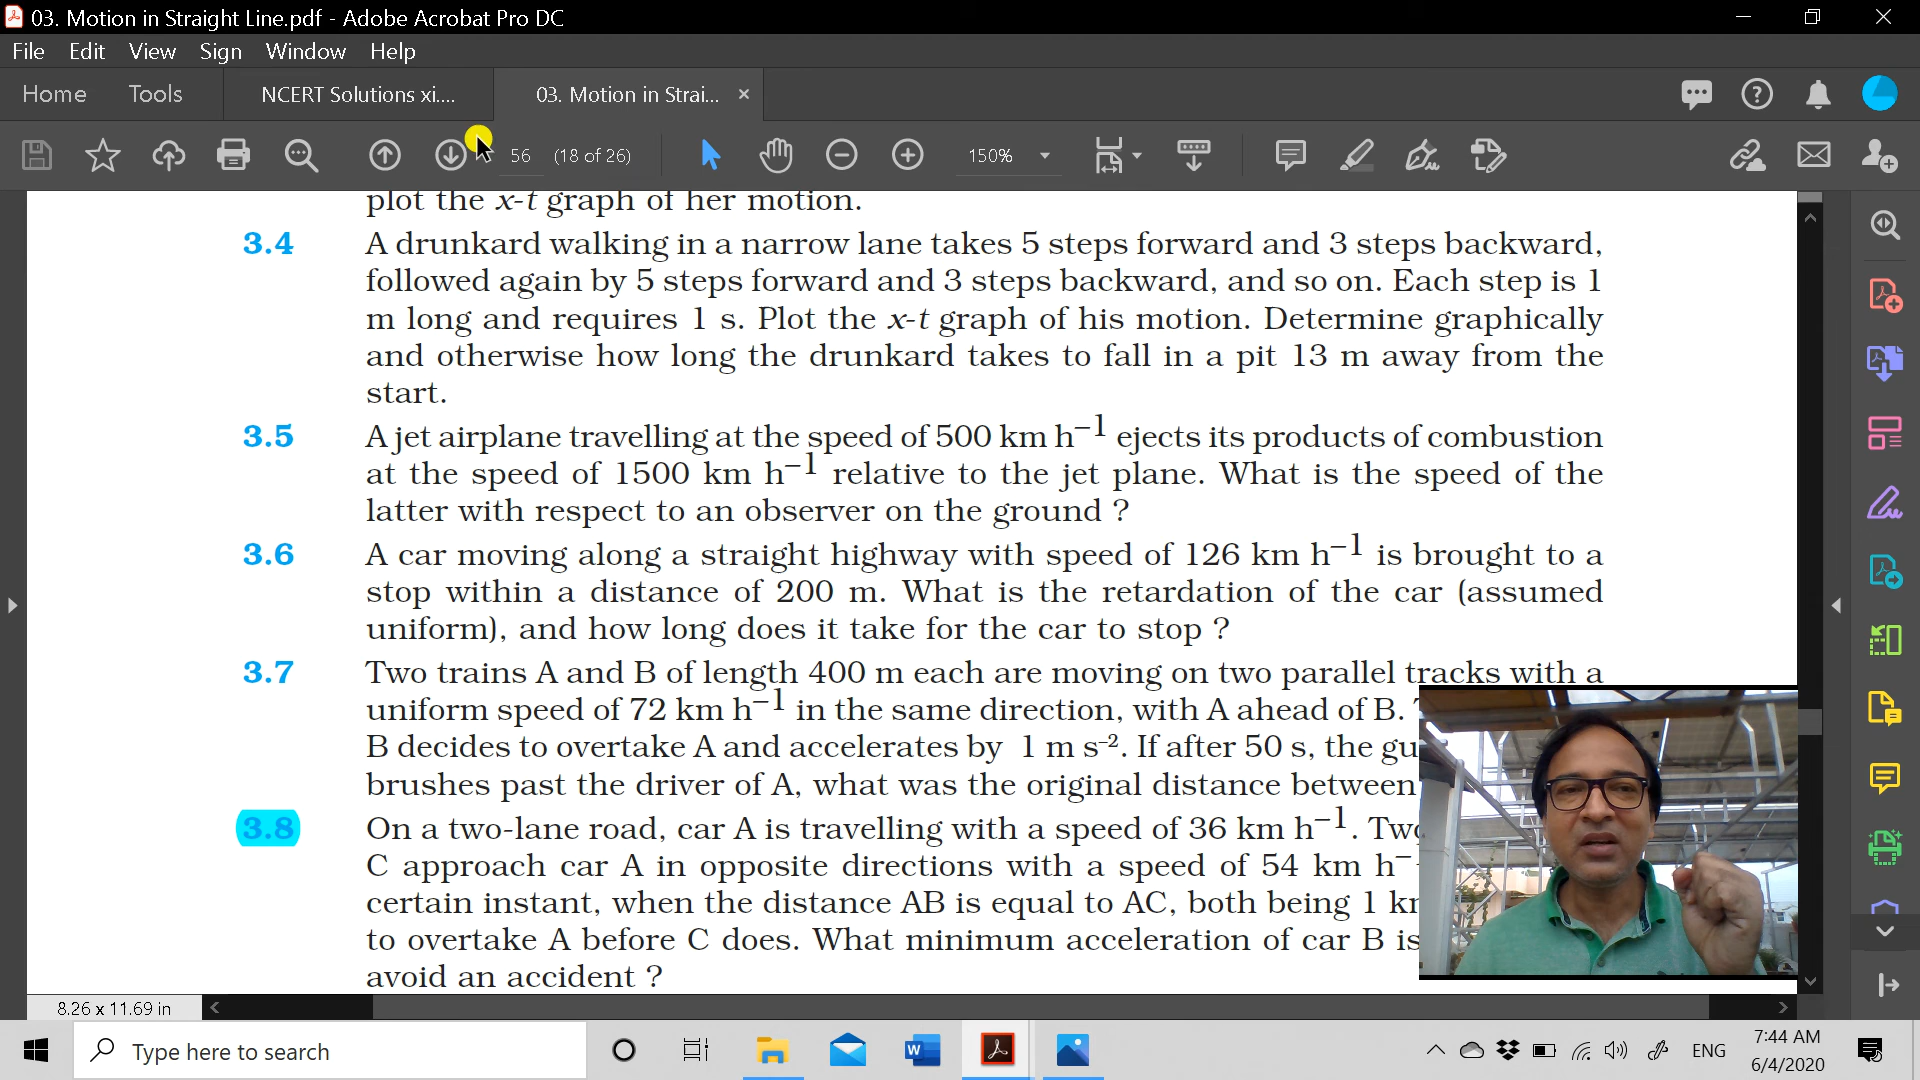 03. Motion in Straight Line.pdf - Adobe Acrobat Pro DC
File Edit View Sign Window Help
Home Tools NCERT Solutions xi.... 03. Motion in Strai... ×
56 (18 of 26) 150%
plot the x-t graph of her motion.
3.4 A drunkard walking in a narrow lane takes 5 steps forward and 3 steps backward,
followed again by 5 steps forward and 3 steps backward, and so on. Each step is 1
m long and requires 1 s. Plot the x-t graph of his motion. Determine graphically
and otherwise how long the drunkard takes to fall in a pit 13 m away from the
start.
3.5 A jet airplane travelling at the speed of 500 km h⁻¹ ejects its products of combustion
at the speed of 1500 km h⁻¹ relative to the jet plane. What is the speed of the
latter with respect to an observer on the ground ?
3.6 A car moving along a straight highway with speed of 126 km h⁻¹ is brought to a
stop within a distance of 200 m. What is the retardation of the car (assumed
uniform), and how long does it take for the car to stop ?
3.7 Two trains A and B of length 400 m each are moving on two parallel tracks with a
uniform speed of 72 km h⁻¹ in the same direction, with A ahead of B.
B decides to overtake A and accelerates by 1 m s⁻². If after 50 s, the
brushes past the driver of A, what was the original distance between
3.8 On a two-lane road, car A is travelling with a speed of 36 km h⁻¹.
C approach car A in opposite directions with a speed of 54 km
certain instant, when the distance AB is equal to AC, both being 1
to overtake A before C does. What minimum acceleration of car B is
avoid an accident ?
8.26 x 11.69 in
Type here to search
ENG
7:44 AM
6/4/2020